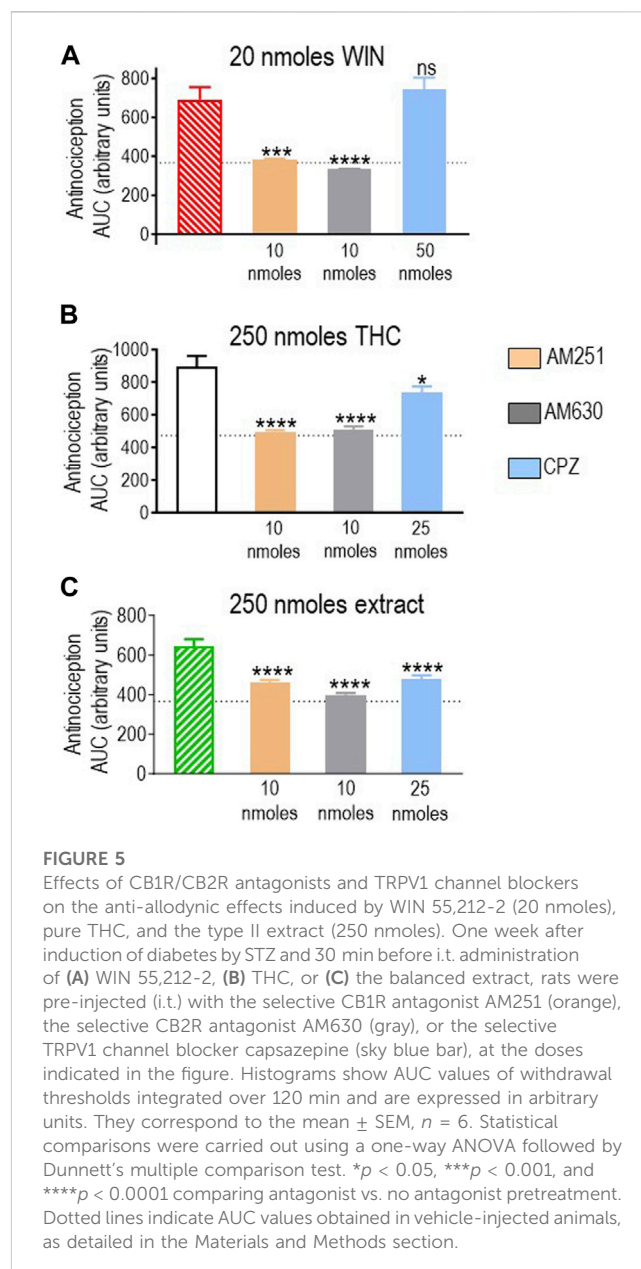 A
20 nmoles WIN
Antinociception
AUC (arbitrary units)
800
600
400
200
0
***
****
ns
10
nmoles
10
nmoles
50
nmoles
B
250 nmoles THC
Antinociception
AUC (arbitrary units)
1000
800
600
400
200
0
****
****
*
10
nmoles
10
nmoles
25
nmoles
AM251
AM630
CPZ
C
250 nmoles extract
Antinociception
AUC (arbitrary units)
800
600
400
200
0
****
****
****
10
nmoles
10
nmoles
25
nmoles
FIGURE 5
Effects of CB1R/CB2R antagonists and TRPV1 channel blockers
on the anti-allodynic effects induced by WIN 55,212-2 (20 nmoles),
pure THC, and the type II extract (250 nmoles). One week after
induction of diabetes by STZ and 30 min before i.t. administration
of (A) WIN 55,212-2, (B) THC, or (C) the balanced extract, rats were
pre-injected (i.t.) with the selective CB1R antagonist AM251 (orange),
the selective CB2R antagonist AM630 (gray), or the selective
TRPV1 channel blocker capsazepine (sky blue bar), at the doses
indicated in the figure. Histograms show AUC values of withdrawal
thresholds integrated over 120 min and are expressed in arbitrary
units. They correspond to the mean ± SEM, n = 6. Statistical
comparisons were carried out using a one-way ANOVA followed by
Dunnett's multiple comparison test. *p < 0.05, ***p < 0.001, and
****p < 0.0001 comparing antagonist vs. no antagonist pretreatment.
Dotted lines indicate AUC values obtained in vehicle-injected animals,
as detailed in the Materials and Methods section.